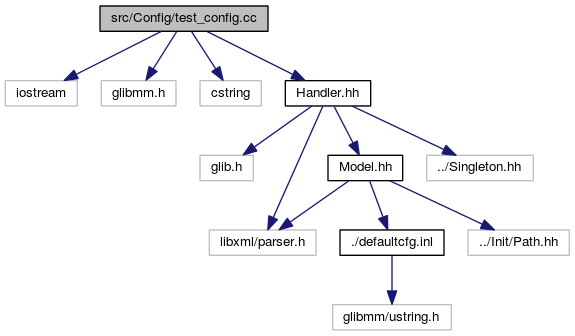 src/Config/test_config.cc
iostream
glibmm.h
cstring
Handler.hh
glib.h
Model.hh
../Singleton.hh
libxml/parser.h
./defaultcfg.inl
../Init/Path.hh
glibmm/ustring.h